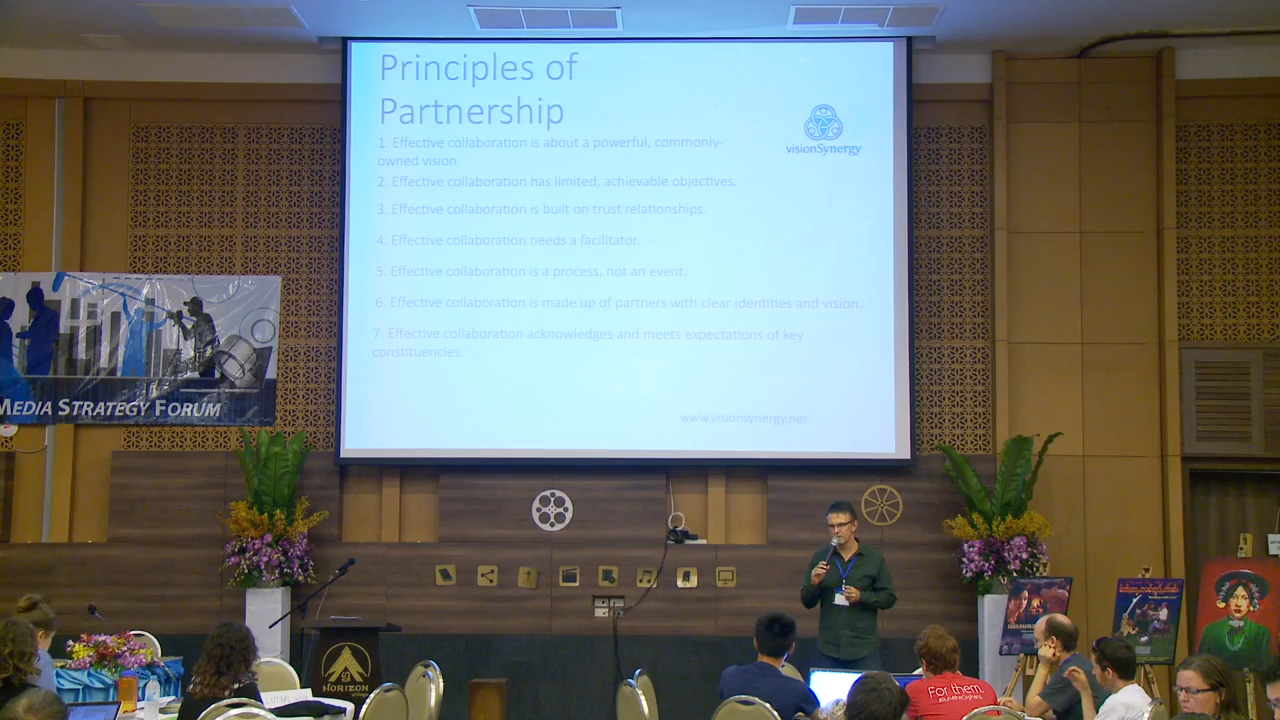 Principles of
Partnership
1. Effective collaboration is about a powerful, commonly-
owned vision.
2. Effective collaboration has limited, achievable objectives.
3. Effective collaboration is built on trust relationships.
4. Effective collaboration needs a facilitator.
5. Effective collaboration is a process, not an event.
6. Effective collaboration is made up of partners with clear identities and vision.
7. Effective collaboration acknowledges and meets expectations of key
constituencies.
visionSynergy
www.visionsynergy.net
MEDIA STRATEGY FORUM
HORIZON
For them.